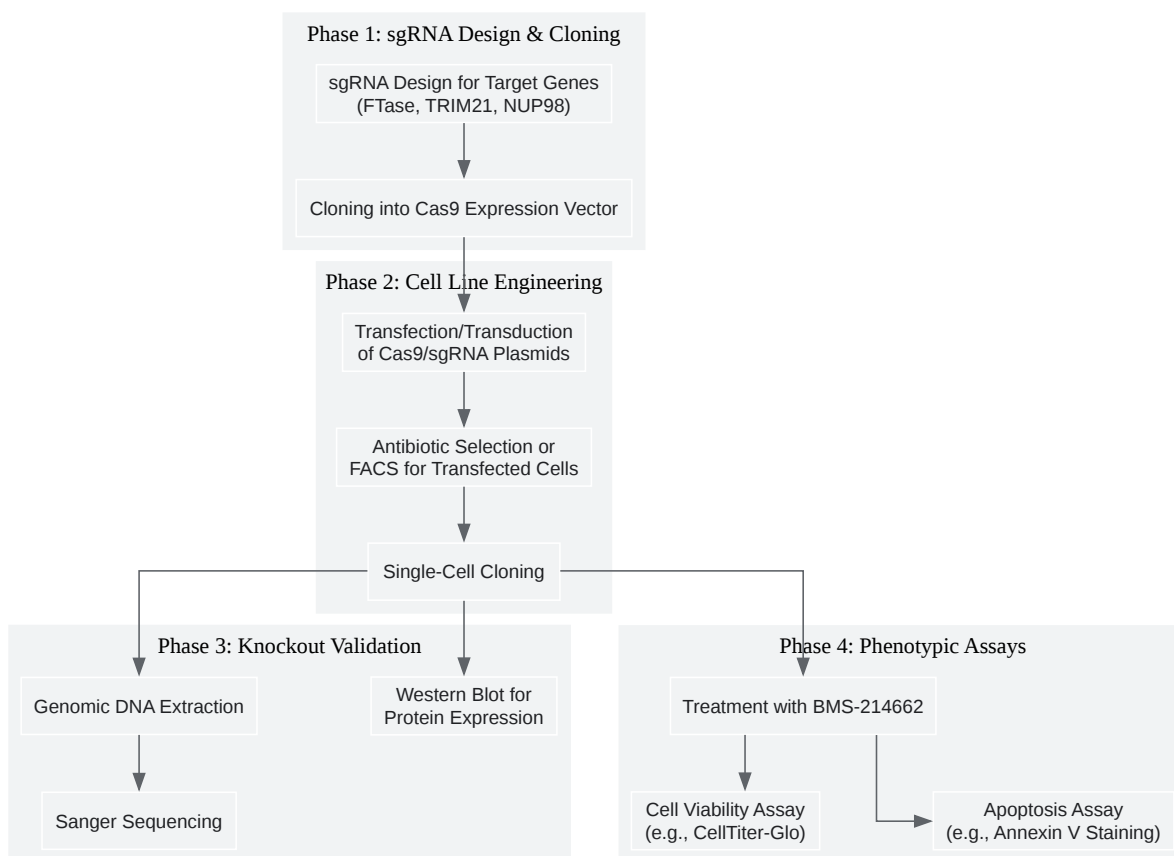 Phase 1: sgRNA Design & Cloning
sgRNA Design for Target Genes
(FTase, TRIM21, NUP98)
Cloning into Cas9 Expression Vector
Phase 2: Cell Line Engineering
Transfection/Transduction
of Cas9/sgRNA Plasmids
Antibiotic Selection or
FACS for Transfected Cells
Single-Cell Cloning
Phase 3: Knockout Validation
Genomic DNA Extraction
Western Blot for
Protein Expression
Sanger Sequencing
Phase 4: Phenotypic Assays
Treatment with BMS-214662
Cell Viability Assay
(e.g., CellTiter-Glo)
Apoptosis Assay
(e.g., Annexin V Staining)